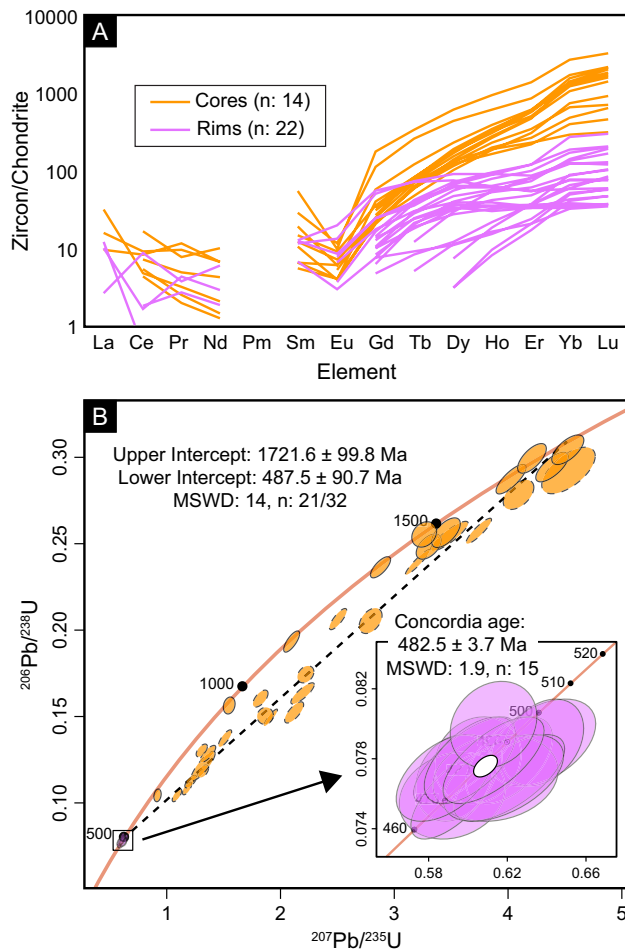 A
10000
1000
100
10
1
Zircon/Chondrite
Cores (n: 14)
Rims (n: 22)
La Ce Pr Nd Pm Sm Eu Gd Tb Dy Ho Er Yb Lu
Element
B
Upper Intercept: 1721.6 ± 99.8 Ma
Lower Intercept: 487.5 ± 90.7 Ma
MSWD: 14, n: 21/32
0.30
0.25
0.20
0.15
0.10
206Pb/238U
1500
1000
500
Concordia age:
482.5 ± 3.7 Ma
MSWD: 1.9, n: 15
520
510
500
460
0.082
0.078
0.074
0.58 0.62 0.66
1 2 3 4 5
207Pb/235U